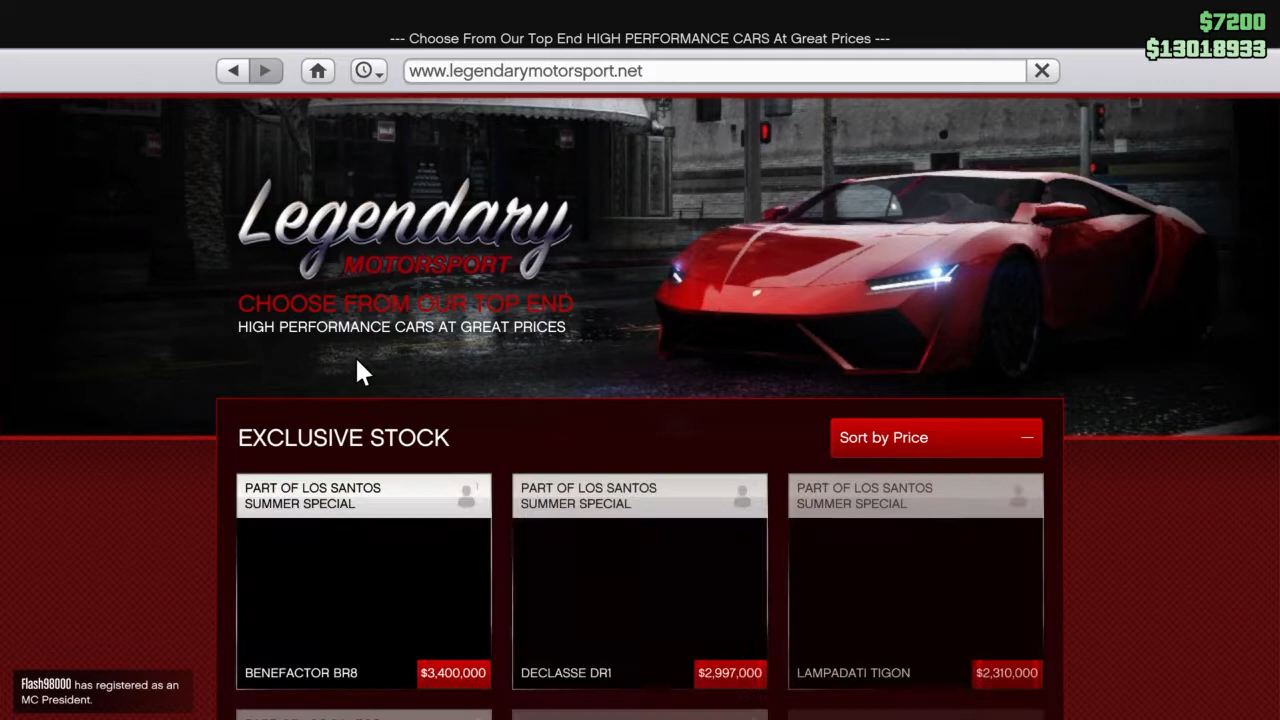 $7200
--- Choose From Our Top End HIGH PERFORMANCE CARS At Great Prices ---
$13018933
www.legendarymotorsport.net
Legendary
MOTORSPORT
CHOOSE FROM OUR TOP END
HIGH PERFORMANCE CARS AT GREAT PRICES
EXCLUSIVE STOCK
Sort by Price
PART OF LOS SANTOS
SUMMER SPECIAL
1
BENEFACTOR BR8
$3,400,000
PART OF LOS SANTOS
SUMMER SPECIAL
DECLASSE DR1
$2,997,000
PART OF LOS SANTOS
SUMMER SPECIAL
LAMPADATI TIGON
$2,310,000
Flash98000 has registered as an
MC President.